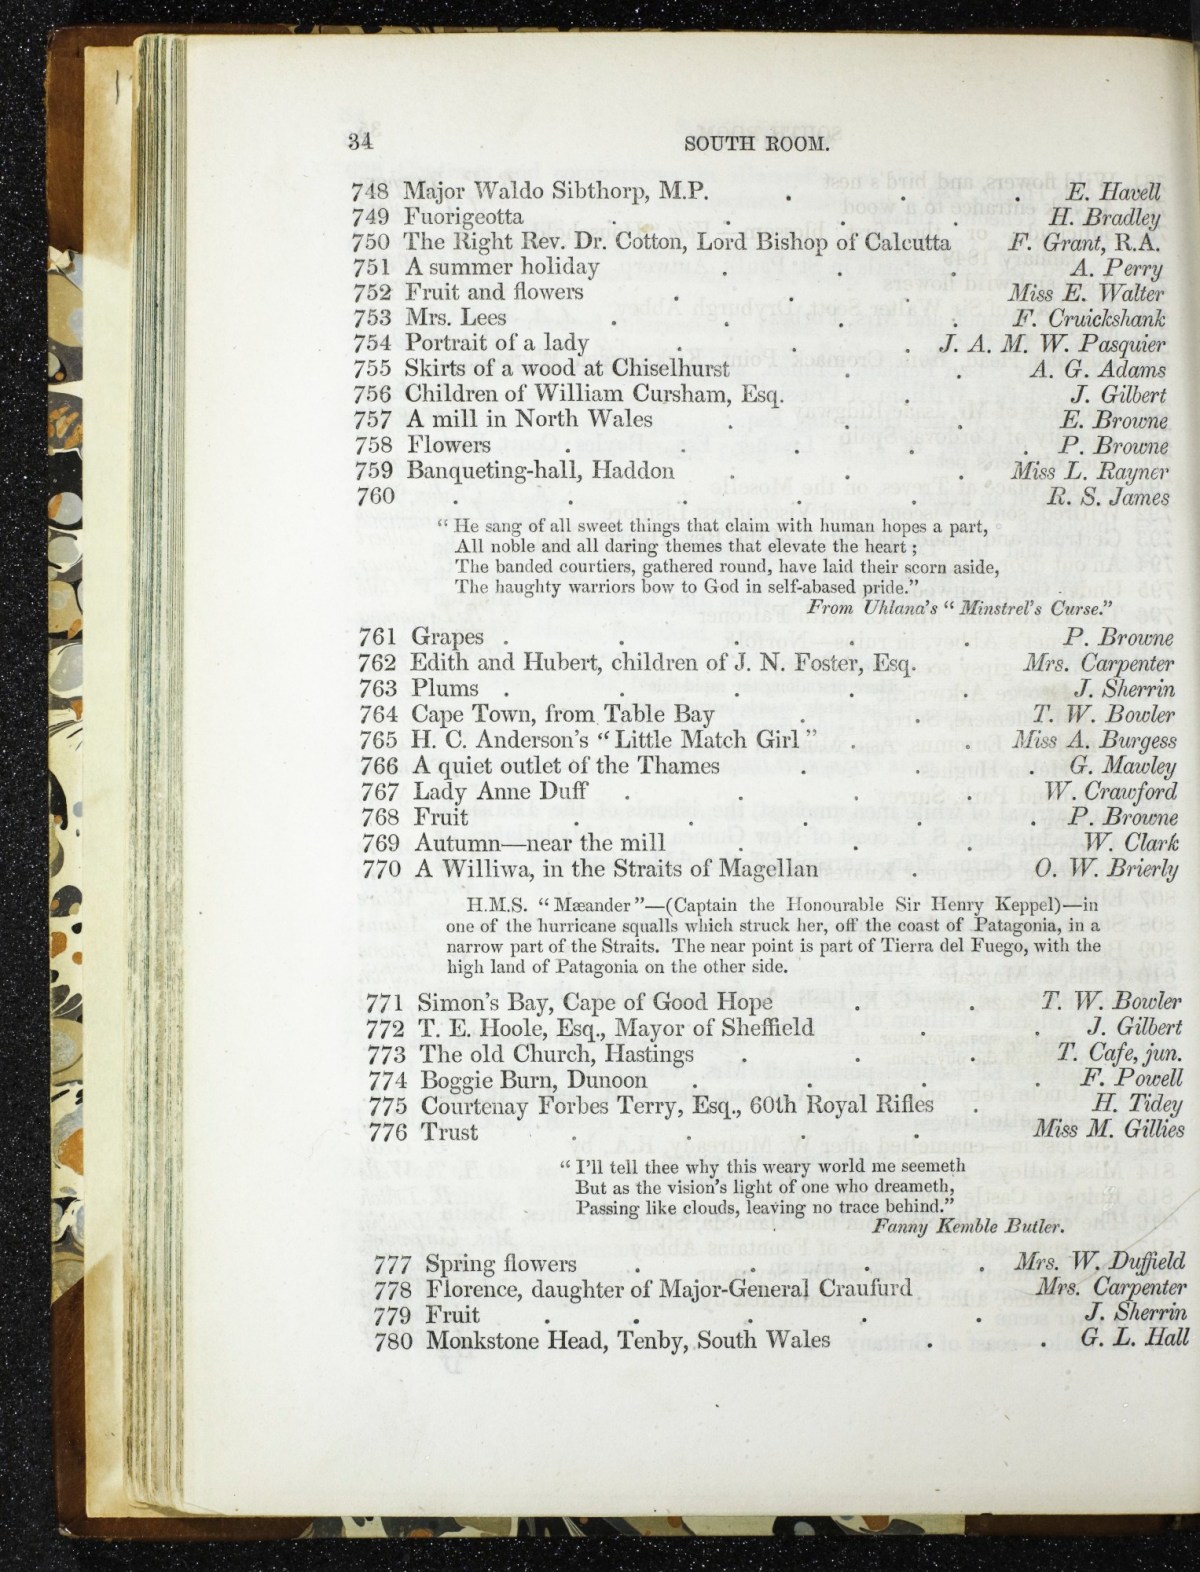 34 SOUTH ROOM.
748 Major Waldo Sibthorp, M.P. . . . E. Havell
749 Fuorigeotta . . . . H. Bradley
750 The Right Rev. Dr. Cotton, Lord Bishop of Calcutta F. Grant, R.A.
751 A summer holiday . . . A. Perry
752 Fruit and flowers . . . Miss E. Walter
753 Mrs. Lees . . . . F. Cruickshank
754 Portrait of a lady . . . J. A. M. W. Pasquier
755 Skirts of a wood at Chiselhurst . . A. G. Adams
756 Children of William Cursham, Esq. . . J. Gilbert
757 A mill in North Wales . . . E. Browne
758 Flowers . . . . . P. Browne
759 Banqueting-hall, Haddon . . . Miss L. Rayner
760 . . . . . R. S. James
“ He sang of all sweet things that claim with human hopes a part,
All noble and all daring themes that elevate the heart ;
The banded courtiers, gathered round, have laid their scorn aside,
The haughty warriors bow to God in self-abased pride.”
From Uhlana's “ Minstrel's Curse.”
761 Grapes . . . . . P. Browne
762 Edith and Hubert, children of J. N. Foster, Esq. Mrs. Carpenter
763 Plums . . . . . J. Sherrin
764 Cape Town, from Table Bay . . T. W. Bowler
765 H. C. Anderson's “ Little Match Girl ” . . Miss A. Burgess
766 A quiet outlet of the Thames . . . G. Mawley
767 Lady Anne Duff . . . . W. Crawford
768 Fruit . . . . . P. Browne
769 Autumn—near the mill . . . W. Clark
770 A Williwa, in the Straits of Magellan . O. W. Brierly
H.M.S. “ Mæander ”—(Captain the Honourable Sir Henry Keppel)—in
one of the hurricane squalls which struck her, off the coast of Patagonia, in a
narrow part of the Straits. The near point is part of Tierra del Fuego, with the
high land of Patagonia on the other side.
771 Simon's Bay, Cape of Good Hope . . T. W. Bowler
772 T. E. Hoole, Esq., Mayor of Sheffield . . J. Gilbert
773 The old Church, Hastings . . . T. Cafe, jun.
774 Boggie Burn, Dunoon . . . . F. Powell
775 Courtenay Forbes Terry, Esq., 60th Royal Rifles . H. Tidey
776 Trust . . . . Miss M. Gillies
“ I'll tell thee why this weary world me seemeth
But as the vision's light of one who dreameth,
Passing like clouds, leaving no trace behind.”
Fanny Kemble Butler.
777 Spring flowers . . . . Mrs. W. Duffield
778 Florence, daughter of Major-General Craufurd Mrs. Carpenter
779 Fruit . . . . . J. Sherrin
780 Monkstone Head, Tenby, South Wales . . G. L. Hall